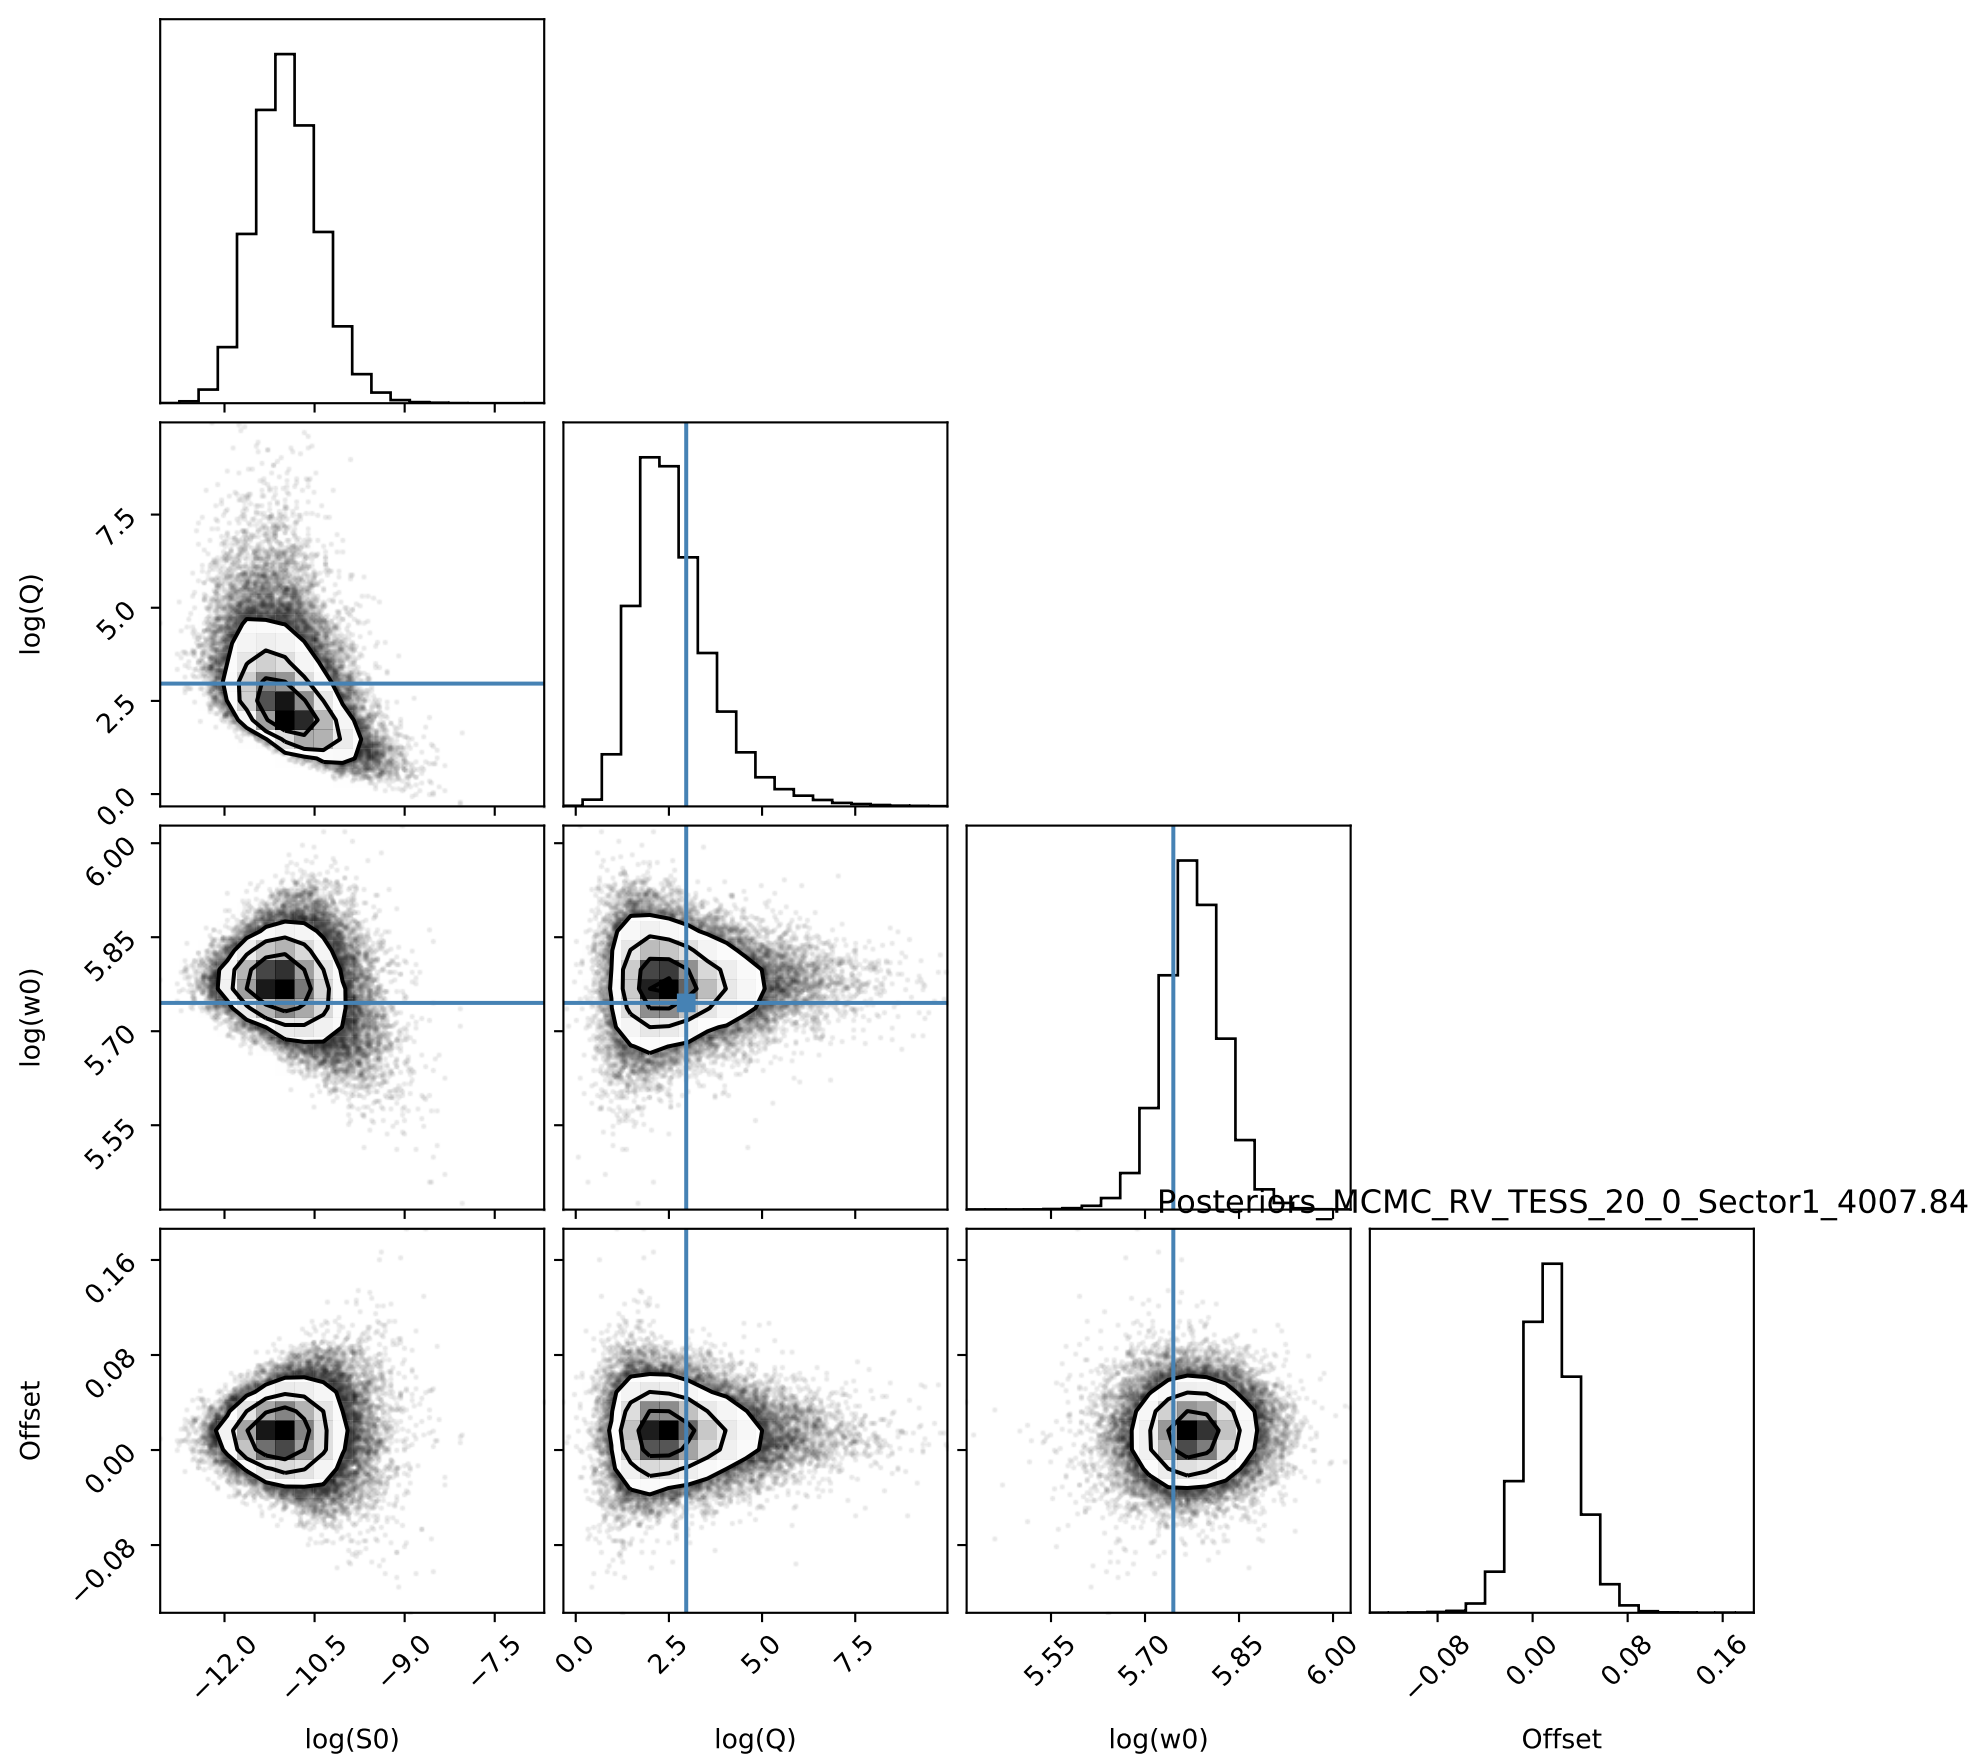 log(Q)
7.5
5.0
2.5
0.0
log(w0)
6.00
5.85
5.70
5.55
Posteriors_MCMC_RV_TESS_20_0_Sector1_4007.84
Offset
0.16
0.08
0.00
−0.08
−12.0 −10.5 −9.0 −7.5 0.0 2.5 5.0 7.5 5.55 5.70 5.85 6.00 −0.08 0.00 0.08 0.16
log(S0) log(Q) log(w0) Offset